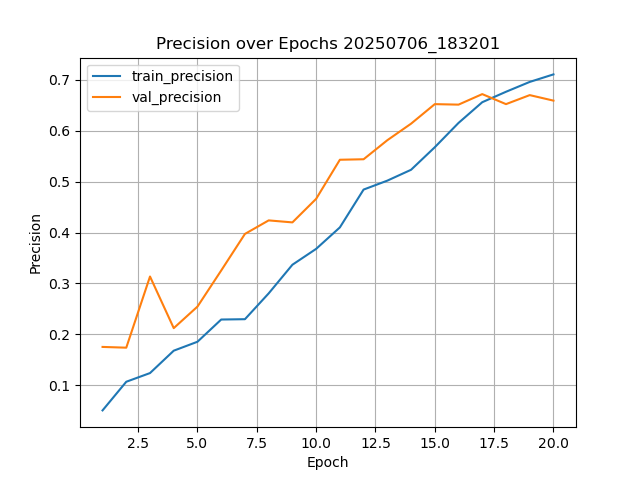 Precision over Epochs 20250706_183201
train_precision
val_precision
0.7
0.6
0.5
0.4
0.3
0.2
0.1
Precision
2.5 5.0 7.5 10.0 12.5 15.0 17.5 20.0
Epoch